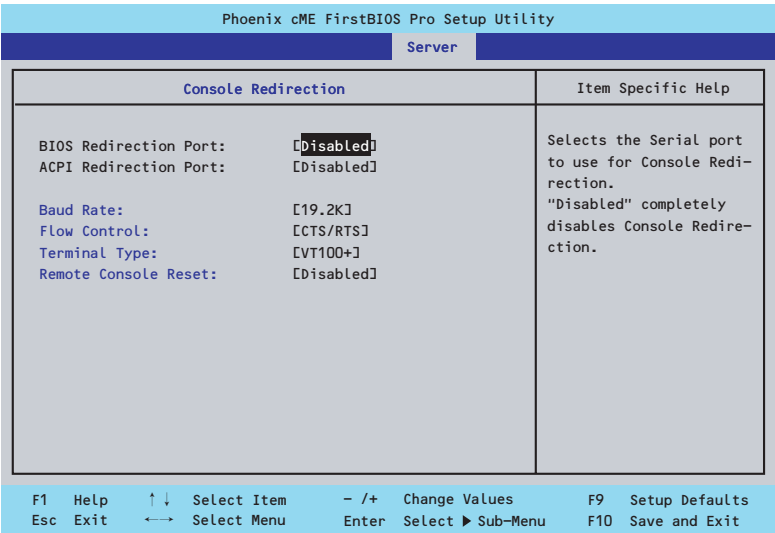 Phoenix cME FirstBIOS Pro Setup Utility
Server
Console Redirection
Item Specific Help
BIOS Redirection Port: [Disabled]
ACPI Redirection Port: [Disabled]
Baud Rate: [19.2K]
Flow Control: [CTS/RTS]
Terminal Type: [VT100+]
Remote Console Reset: [Disabled]
Selects the Serial port
to use for Console Redi-
rection.
"Disabled" completely
disables Console Redire-
ction.
F1 Help ↑↓ Select Item - /+ Change Values F9 Setup Defaults
Esc Exit ←→ Select Menu Enter Select ▶ Sub-Menu F10 Save and Exit